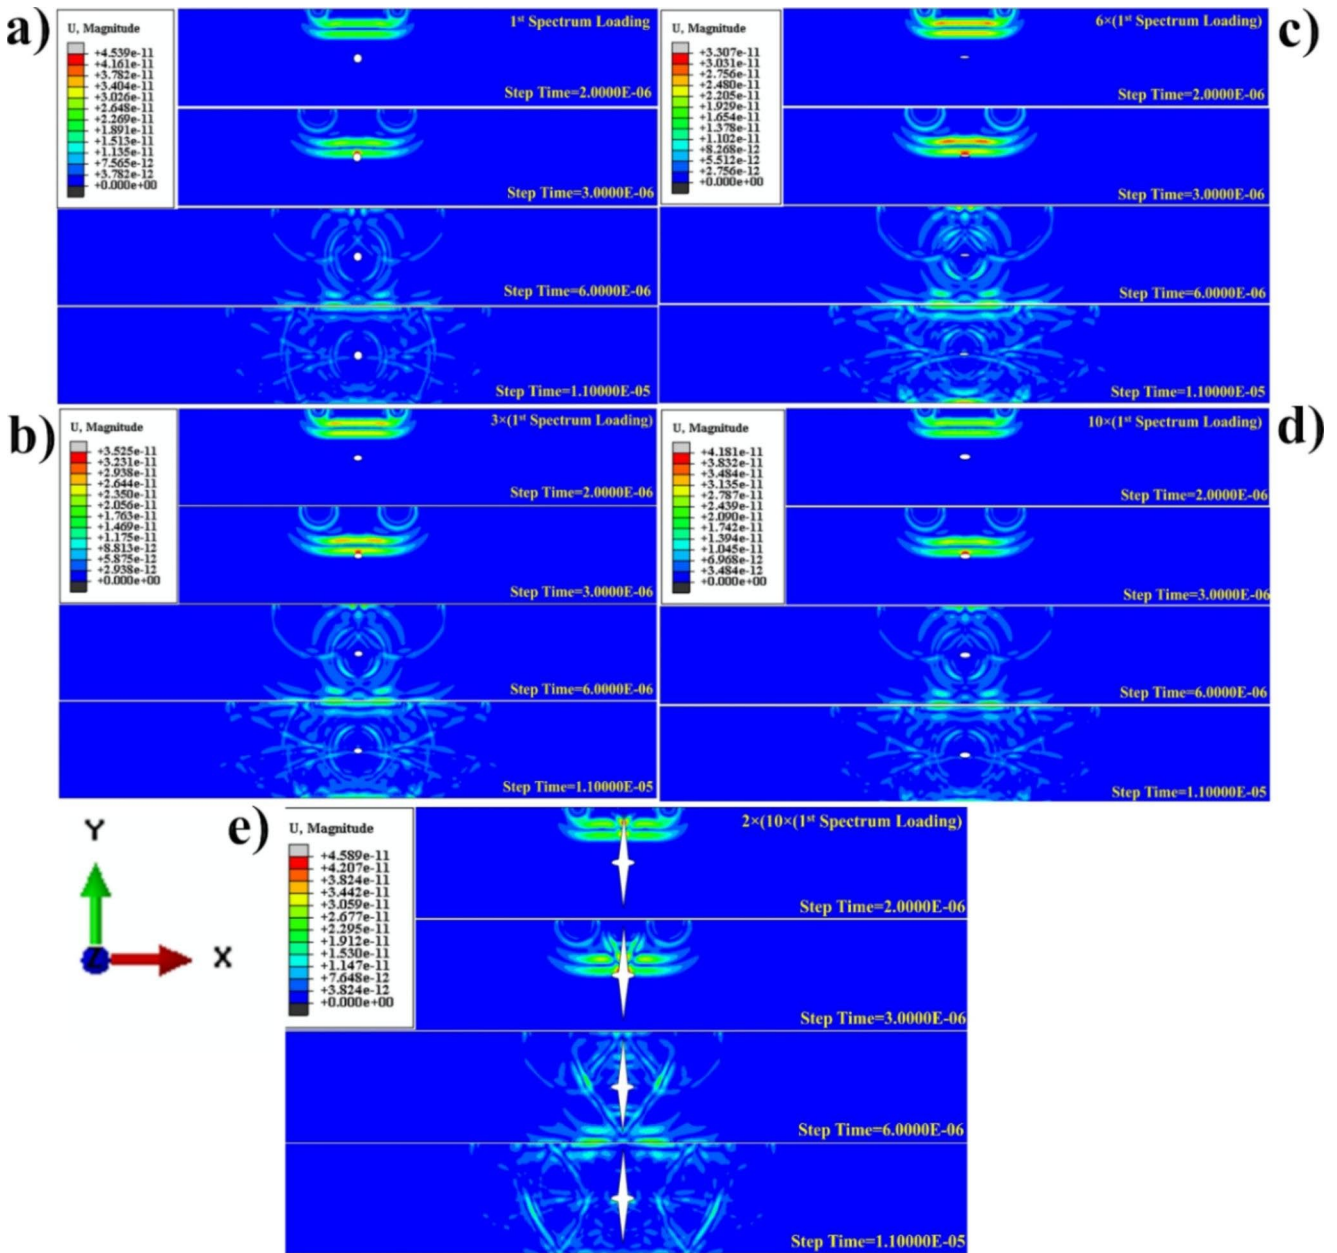 a)
U, Magnitude
+4.539e-11
+4.161e-11
+3.782e-11
+3.404e-11
+3.026e-11
+2.648e-11
+2.269e-11
+1.891e-11
+1.513e-11
+1.135e-11
+7.565e-12
+3.782e-12
+0.000e+00
1st Spectrum Loading
Step Time=2.0000E-06
Step Time=3.0000E-06
Step Time=6.0000E-06
Step Time=1.10000E-05
c)
U, Magnitude
+3.307e-11
+3.031e-11
+2.756e-11
+2.480e-11
+2.205e-11
+1.929e-11
+1.654e-11
+1.378e-11
+1.102e-11
+8.268e-12
+5.512e-12
+2.756e-12
+0.000e+00
6×(1st Spectrum Loading)
Step Time=2.0000E-06
Step Time=3.0000E-06
Step Time=6.0000E-06
Step Time=1.10000E-05
b)
U, Magnitude
+3.525e-11
+3.231e-11
+2.938e-11
+2.644e-11
+2.350e-11
+2.056e-11
+1.763e-11
+1.469e-11
+1.175e-11
+8.813e-12
+5.875e-12
+2.938e-12
+0.000e+00
3×(1st Spectrum Loading)
Step Time=2.0000E-06
Step Time=3.0000E-06
Step Time=6.0000E-06
Step Time=1.10000E-05
d)
U, Magnitude
+4.181e-11
+3.832e-11
+3.484e-11
+3.135e-11
+2.787e-11
+2.439e-11
+2.090e-11
+1.742e-11
+1.394e-11
+1.045e-11
+6.968e-12
+3.484e-12
+0.000e+00
10×(1st Spectrum Loading)
Step Time=2.0000E-06
Step Time=3.0000E-06
Step Time=6.0000E-06
Step Time=1.10000E-05
Y
Z
X
e)
U, Magnitude
+4.589e-11
+4.207e-11
+3.824e-11
+3.442e-11
+3.059e-11
+2.677e-11
+2.295e-11
+1.912e-11
+1.530e-11
+1.147e-11
+7.648e-12
+3.824e-12
+0.000e+00
2×(10×(1st Spectrum Loading)
Step Time=2.0000E-06
Step Time=3.0000E-06
Step Time=6.0000E-06
Step Time=1.10000E-05